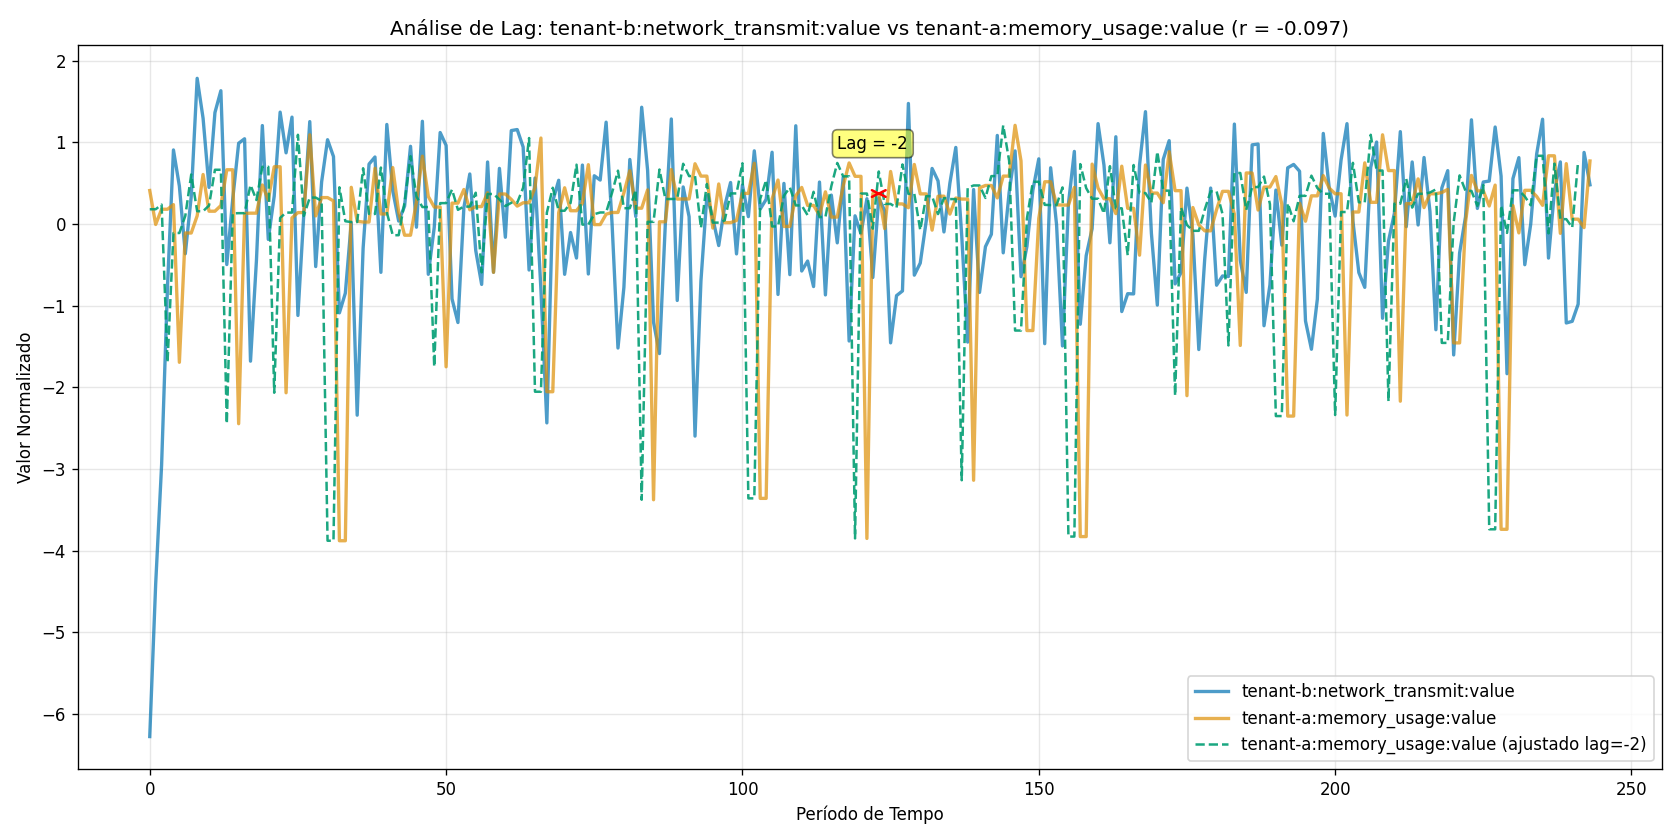 Análise de Lag: tenant-b:network_transmit:value vs tenant-a:memory_usage:value (r = -0.097)
Valor Normalizado
2
1
0
−1
−2
−3
−4
−5
−6
Lag = -2
tenant-b:network_transmit:value
tenant-a:memory_usage:value
tenant-a:memory_usage:value (ajustado lag=-2)
0 50 100 150 200 250
Período de Tempo